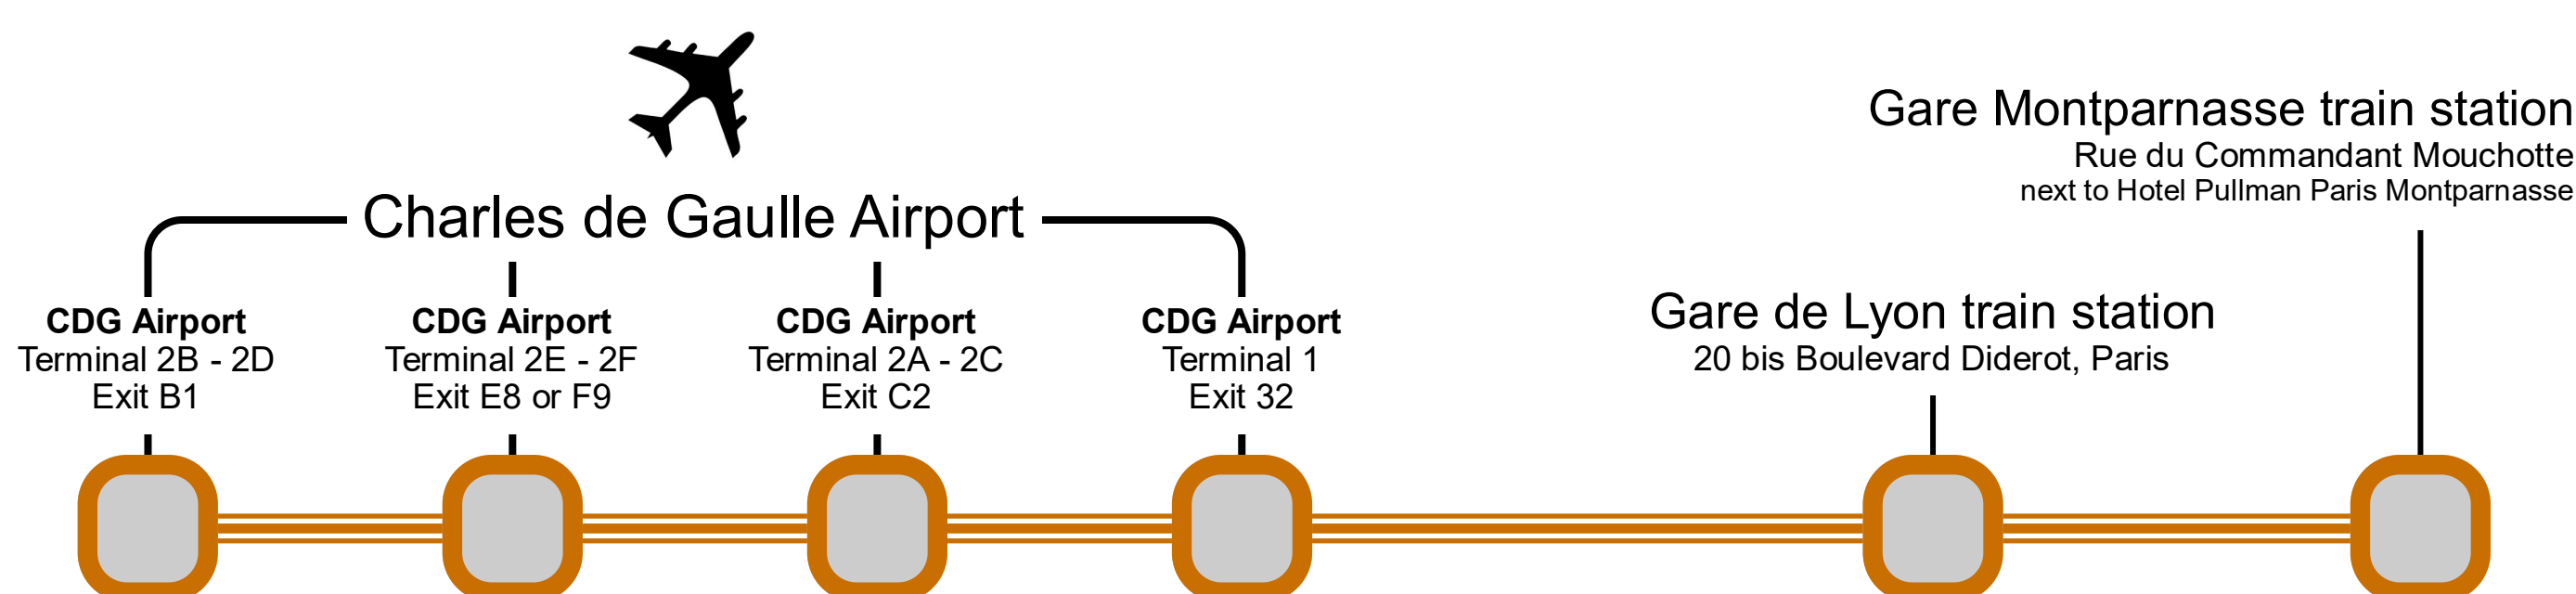 Gare Montparnasse train station
Rue du Commandant Mouchotte
next to Hotel Pullman Paris Montparnasse
Charles de Gaulle Airport
CDG Airport
Terminal 2B - 2D
Exit B1
CDG Airport
Terminal 2E - 2F
Exit E8 or F9
CDG Airport
Terminal 2A - 2C
Exit C2
CDG Airport
Terminal 1
Exit 32
Gare de Lyon train station
20 bis Boulevard Diderot, Paris